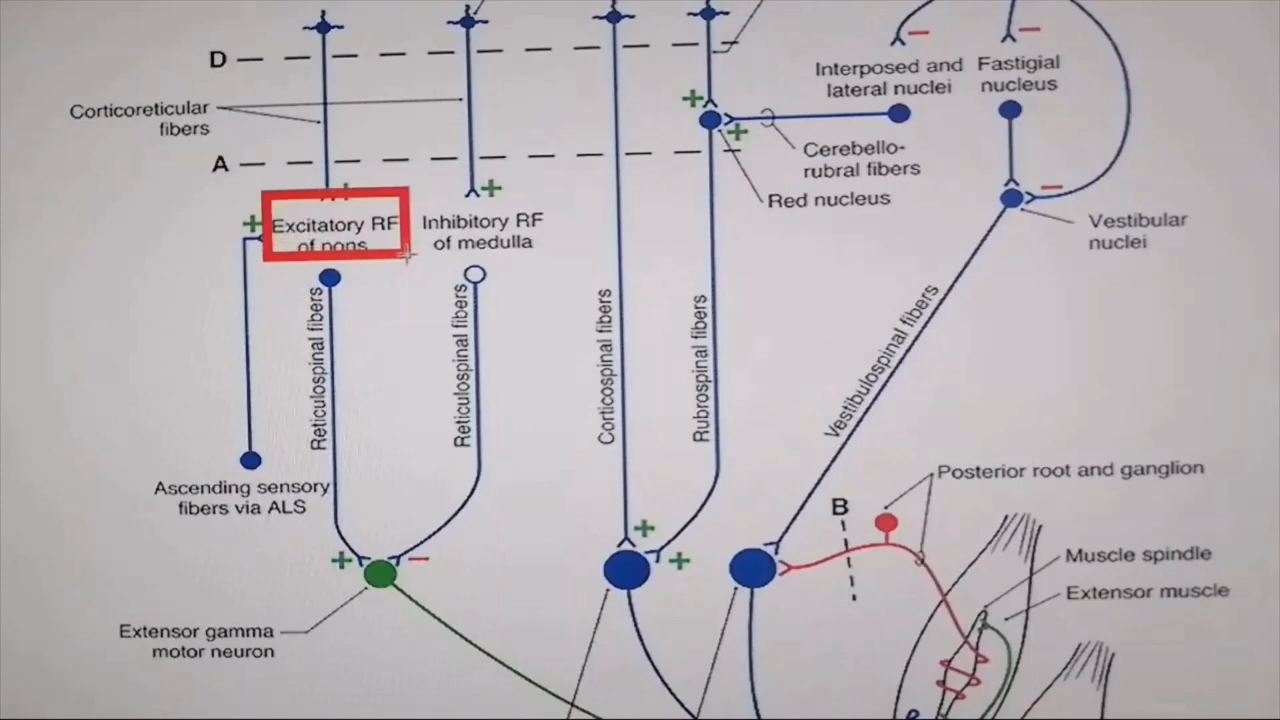 D
Interposed and
lateral nuclei
Fastigial
nucleus
Corticoreticular
fibers
+
+
Cerebello-
rubral fibers
A
Red nucleus
+
+
Excitatory RF
of pons
Inhibitory RF
of medulla
Vestibular
nuclei
Reticulospinal fibers
Reticulospinal fibers
Corticospinal fibers
Rubrospinal fibers
Vestibulospinal fibers
Ascending sensory
fibers via ALS
Posterior root and ganglion
B
+
+
+
Muscle spindle
Extensor muscle
Extensor gamma
motor neuron